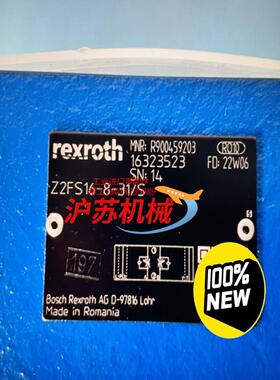 rexroth
MNR: R900459203
RO10
16323523
FD: 22W06
SN: 14
Z2FS16-8-31/S
沪苏机械
197
100%
NEW
Bosch Rexroth AG D-97816 Lohr
Made in Romania